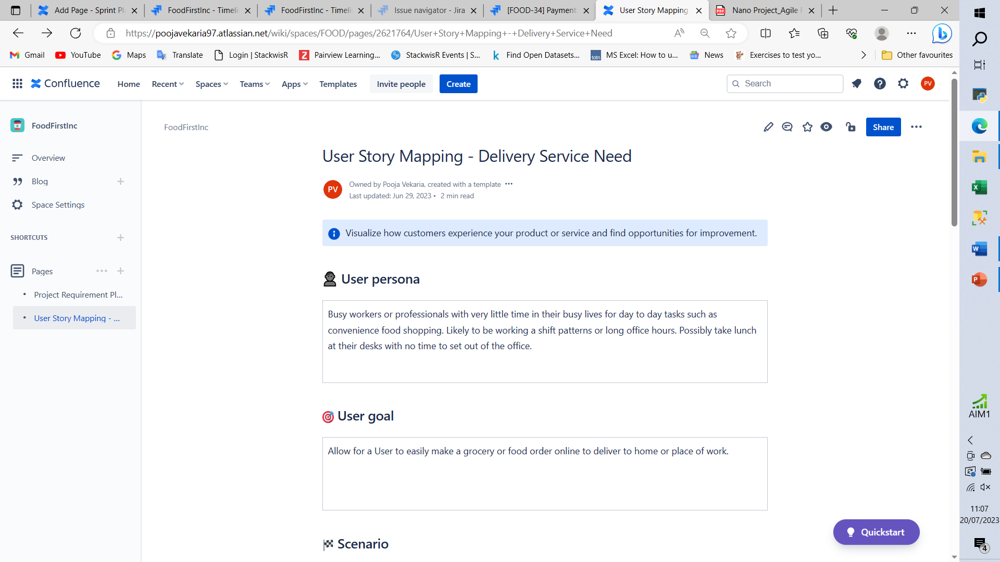 Add Page - Sprint Pl
FoodFirstInc - Timeli
FoodFirstInc - Timeli
Issue navigator - Jira
[FOOD-34] Payment
User Story Mapping
PDF
Nano Project_Agile
https://poojavekaria97.atlassian.net/wiki/spaces/FOOD/pages/2621764/User+Story+Mapping+-+Delivery+Service+Need
Gmail
YouTube
Maps
Translate
Login | StackwisR
Pairview Learning...
StackwisR Events | S...
Find Open Datasets...
totn
MS Excel: How to u...
News
Exercises to test yo...
Other favourites
Confluence
Home
Recent
Spaces
Teams
Apps
Templates
Invite people
Create
Search
PV
FoodFirstInc
Overview
Blog
Space Settings
SHORTCUTS
Pages
Project Requirement Pl...
User Story Mapping - ...
FoodFirstInc
Share
User Story Mapping - Delivery Service Need
PV
Owned by Pooja Vekaria, created with a template
Last updated: Jun 29, 2023 • 2 min read
Visualize how customers experience your product or service and find opportunities for improvement.
User persona
Busy workers or professionals with very little time in their busy lives for day to day tasks such as
convenience food shopping. Likely to be working a shift patterns or long office hours. Possibly take lunch
at their desks with no time to set out of the office.
User goal
Allow for a User to easily make a grocery or food order online to deliver to home or place of work.
Scenario
Quickstart
AIM1
11:07
20/07/2023
4